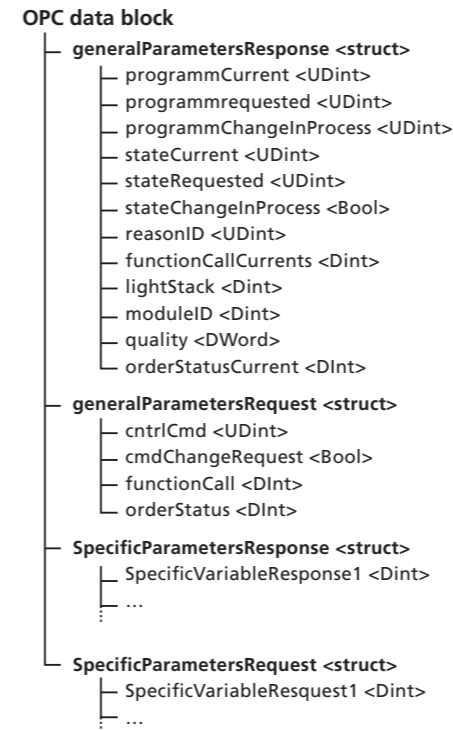 OPC data block
generalParametersResponse <struct>
programmCurrent <UDint>
programmrequested <UDint>
programmChangeInProcess <UDint>
stateCurrent <UDint>
stateRequested <UDint>
stateChangeInProcess <Bool>
reasonID <UDint>
functionCallCurrents <Dint>
lightStack <Dint>
moduleID <Dint>
quality <DWord>
orderStatusCurrent <DInt>
generalParametersRequest <struct>
cntrlCmd <UDint>
cmdChangeRequest <Bool>
functionCall <DInt>
orderStatus <DInt>
SpecificParametersResponse <struct>
SpecificVariableResponse1 <Dint>
...
SpecificParametersRequest <struct>
SpecificVariableResquest1 <Dint>
...